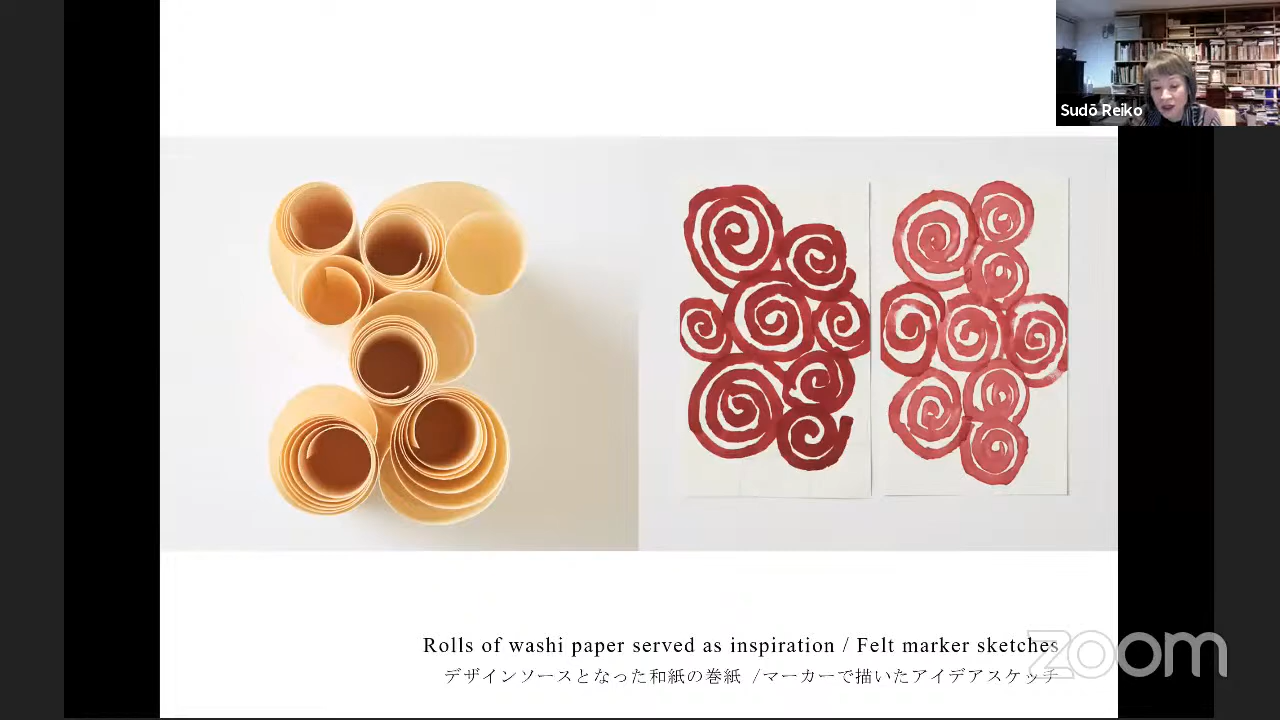 Sudō Reiko
Rolls of washi paper served as inspiration / Felt marker sketches
デザインソースとなった和紙の巻紙 /マーカーで描いたアイデアスケッチ
zoom